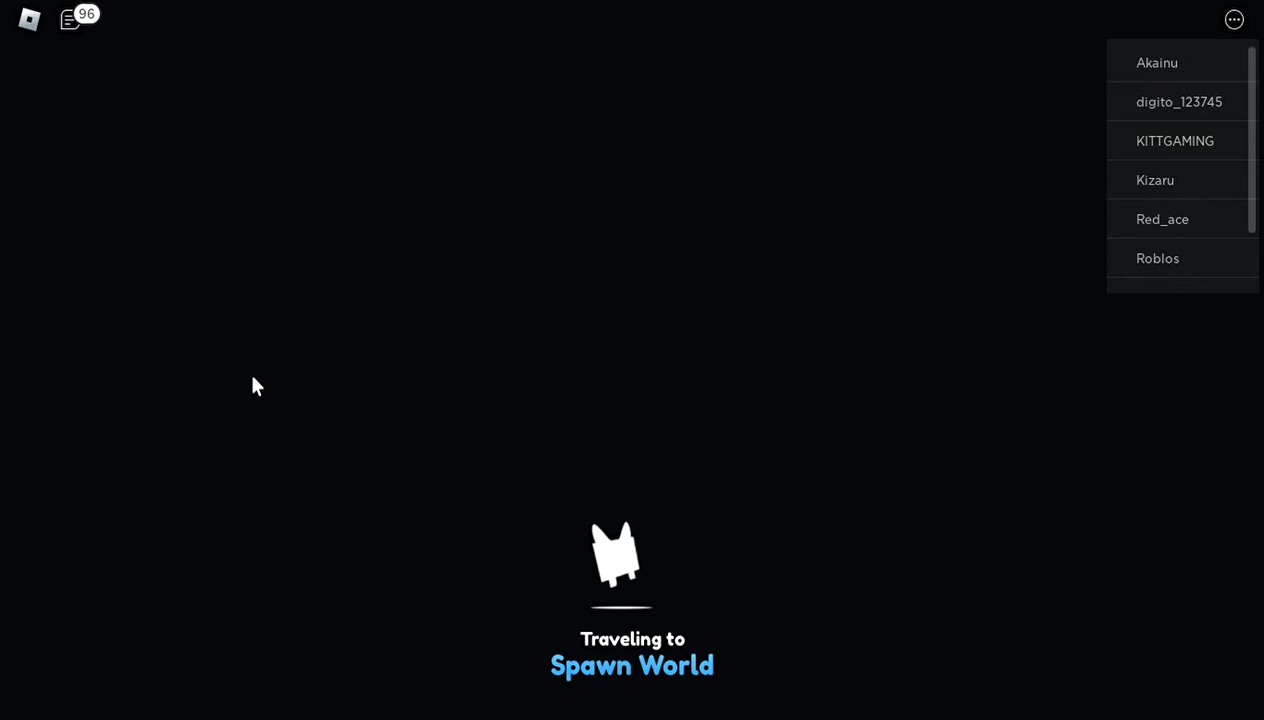 96
Akainu
digito_123745
KITTGAMING
Kizaru
Red_ace
Roblos
Traveling to
Spawn World